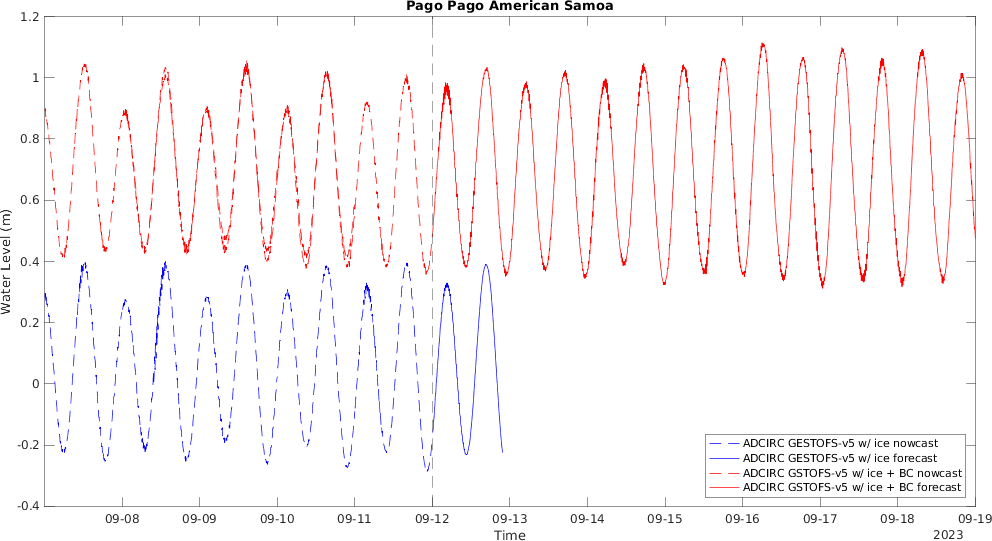 Pago Pago American Samoa
Water Level (m)
1.2
1
0.8
0.6
0.4
0.2
0
-0.2
-0.4
ADCIRC GESTOFS-v5 w/ ice nowcast
ADCIRC GESTOFS-v5 w/ ice forecast
ADCIRC GSTOFS-v5 w/ ice + BC nowcast
ADCIRC GSTOFS-v5 w/ ice + BC forecast
09-08 09-09 09-10 09-11 09-12 09-13 09-14 09-15 09-16 09-17 09-18 09-19
Time
2023